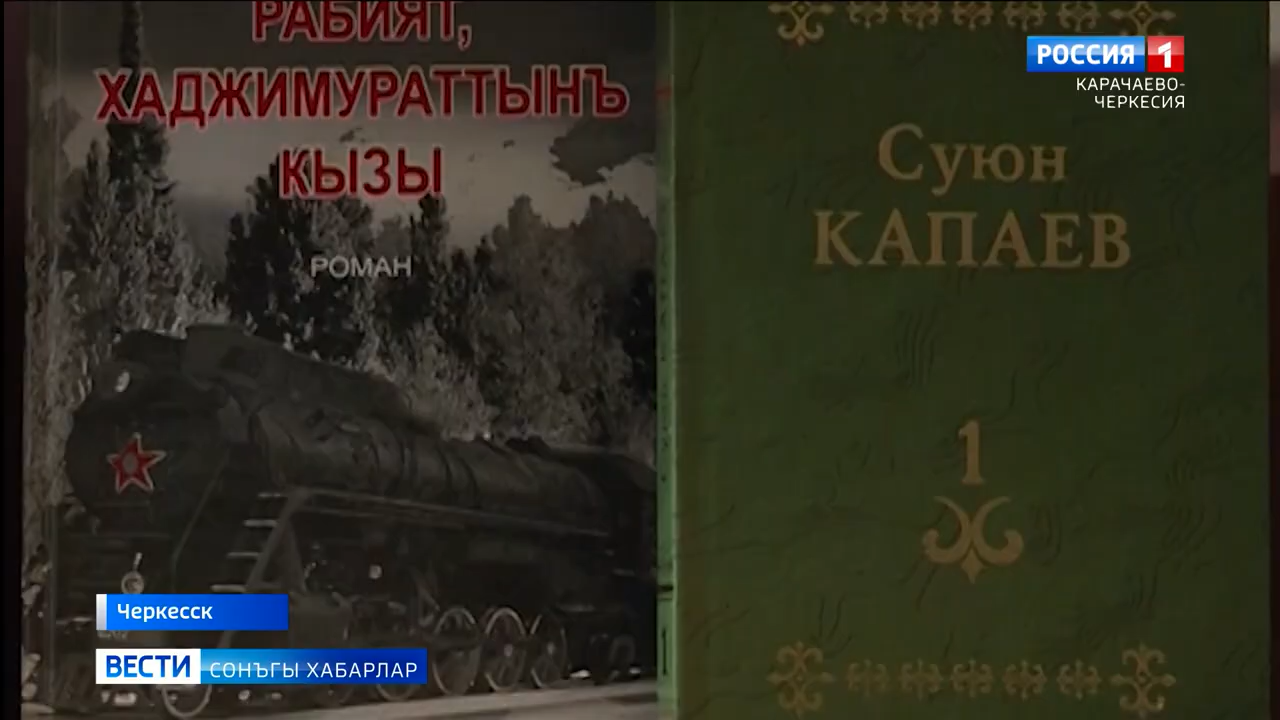 РАБИЯТ,
ХАДЖИМУРАТТЫНЪ
КЫЗЫ
РОМАН
Суюн
КАПАЕВ
1
РОССИЯ 1
КАРАЧАЕВО-
ЧЕРКЕСИЯ
Черкесск
ВЕСТИ СОНЪГЫ ХАБАРЛАР